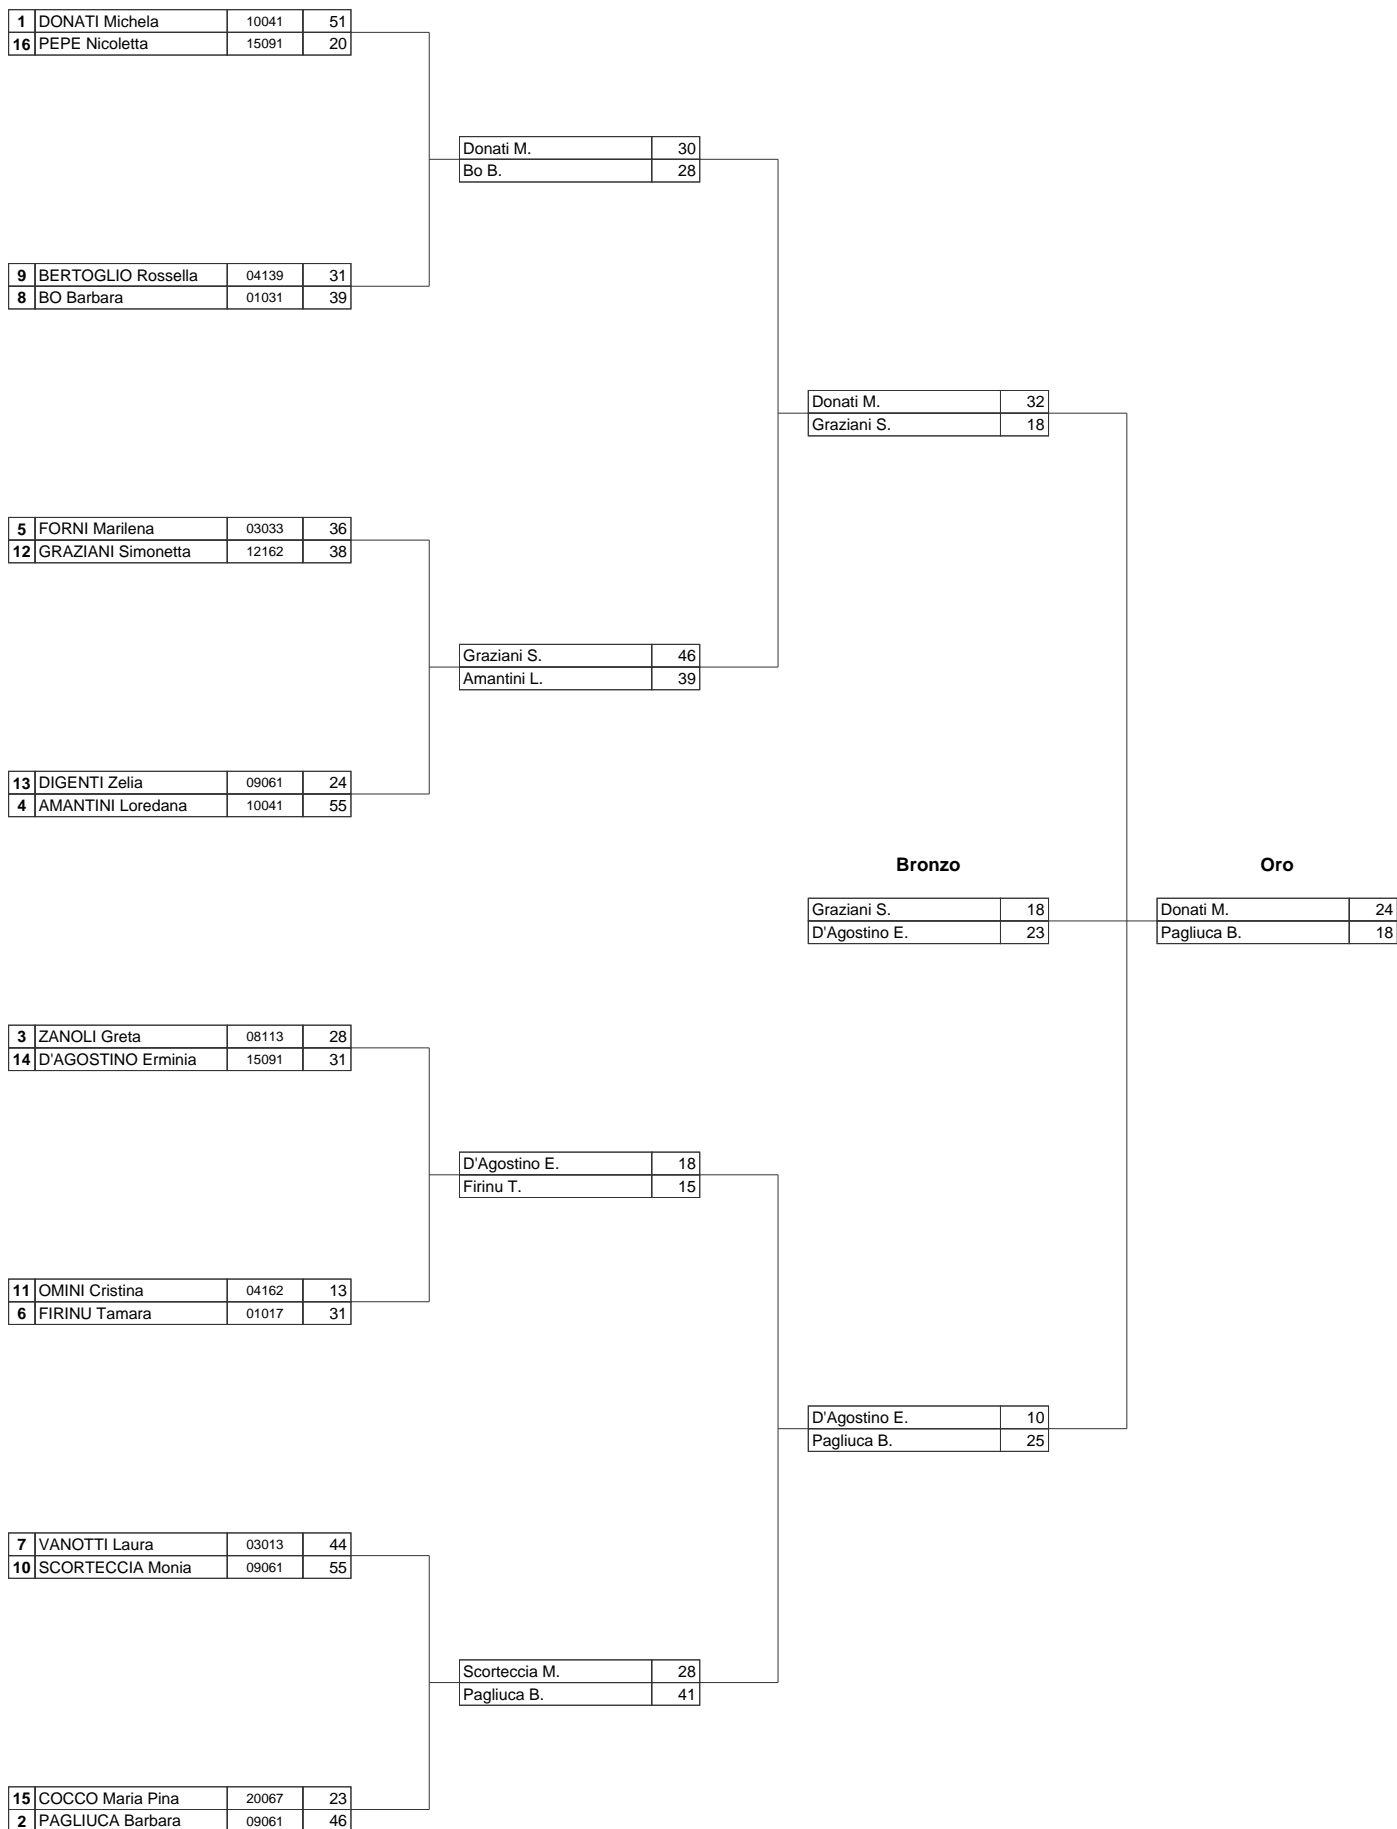 1 DONATI Michela 10041 51
16 PEPE Nicoletta 15091 20
Donati M. 30
Bo B. 28
9 BERTOGLIO Rossella 04139 31
8 BO Barbara 01031 39
Donati M. 32
Graziani S. 18
5 FORNI Marilena 03033 36
12 GRAZIANI Simonetta 12162 38
Graziani S. 46
Amantini L. 39
13 DIGENTI Zelia 09061 24
4 AMANTINI Loredana 10041 55
Bronzo Oro
Graziani S. 18 Donati M. 24
D'Agostino E. 23 Pagliuca B. 18
3 ZANOLI Greta 08113 28
14 D'AGOSTINO Erminia 15091 31
D'Agostino E. 18
Firinu T. 15
11 OMINI Cristina 04162 13
6 FIRINU Tamara 01017 31
D'Agostino E. 10
Pagliuca B. 25
7 VANOTTI Laura 03013 44
10 SCORTECCIA Monia 09061 55
Scorteccia M. 28
Pagliuca B. 41
15 COCCO Maria Pina 20067 23
2 PAGLIUCA Barbara 09061 46